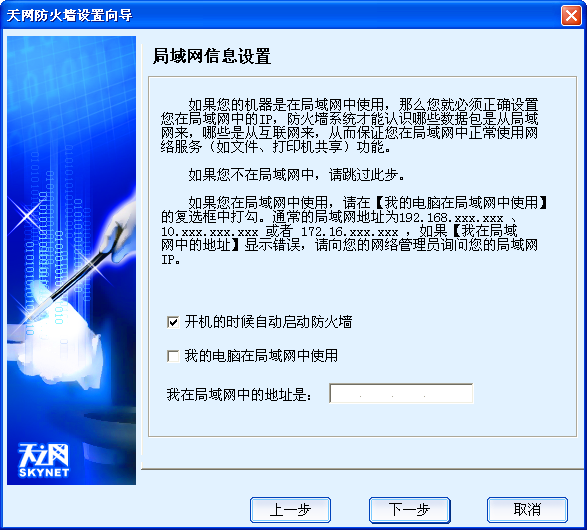 天网防火墙设置向导
局域网信息设置
如果您的机器是在局域网中使用，那么您就必须正确设置
您在局域网中的IP，防火墙系统才能认识哪些数据包是从局域
网来，哪些是从互联网来，从而保证您在局域网中正常使用网
络服务（如文件、打印机共享）功能。
如果您不在局域网中，请跳过此步。
如果您在局域网中使用，请在【我的电脑在局域网中使用】
的复选框中打勾。通常的局域网地址为192.168.xxx.xxx 、
10.xxx.xxx.xxx 或者 172.16.xxx.xxx ，如果【我在局域
网中的地址】显示错误，请向您的网络管理员询问您的局域网
IP。
开机的时候自动启动防火墙
我的电脑在局域网中使用
我在局域网中的地址是：
天网
SKYNET
上一步
下一步
取消